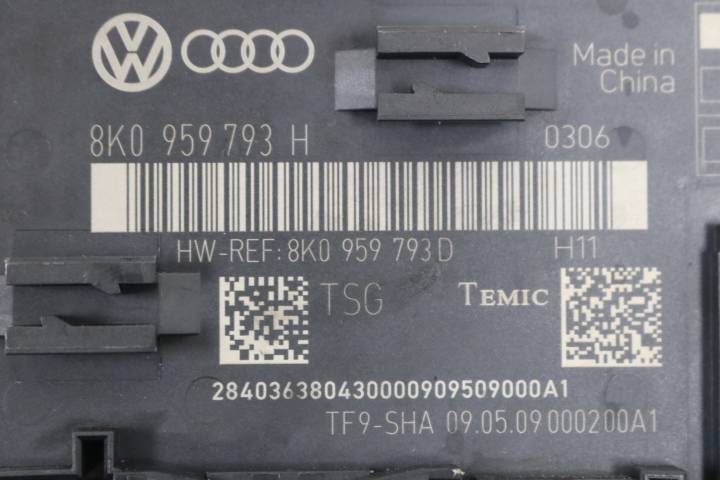 Made in
China
8K0 959 793 H 0306
HW-REF: 8K0 959 793 D H11
TSG TEMIC
284036380430000909509000A1
TF9-SHA 09.05.09 000200A1